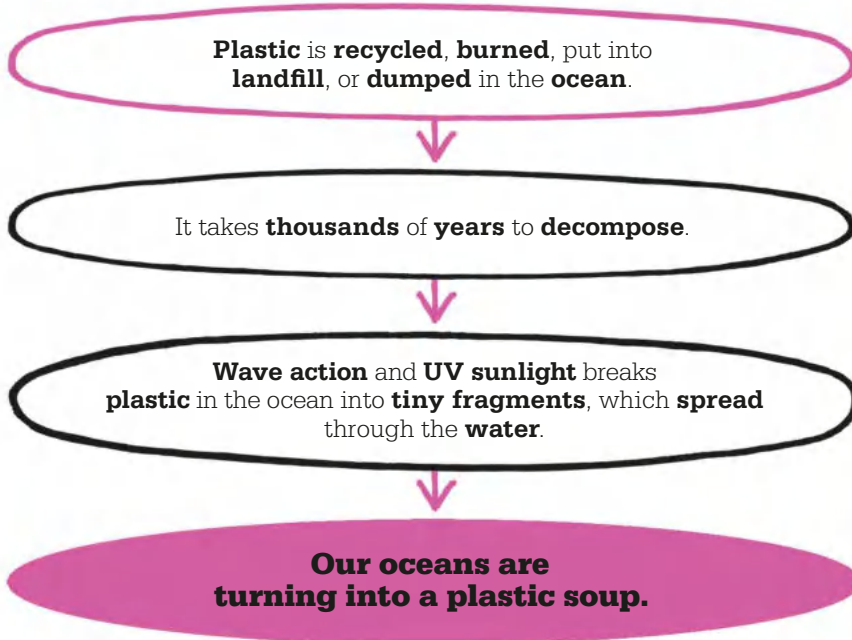 Plastic is recycled, burned, put into
landfill, or dumped in the ocean.
It takes thousands of years to decompose.
Wave action and UV sunlight breaks
plastic in the ocean into tiny fragments, which spread
through the water.
Our oceans are
turning into a plastic soup.